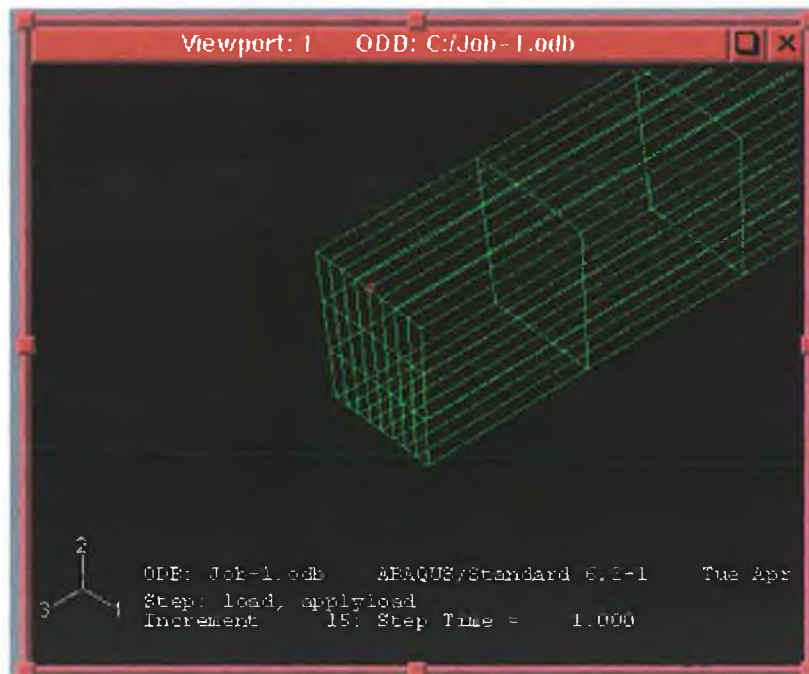 Viewport: 1 ODB: C:/Job-1.odb
2
3
1
ODB: Job-1.odb ABAQUS/Standard 6.2-1 Tue Apr
Step: load, applyload
Increment 15: Step Time = 1.000